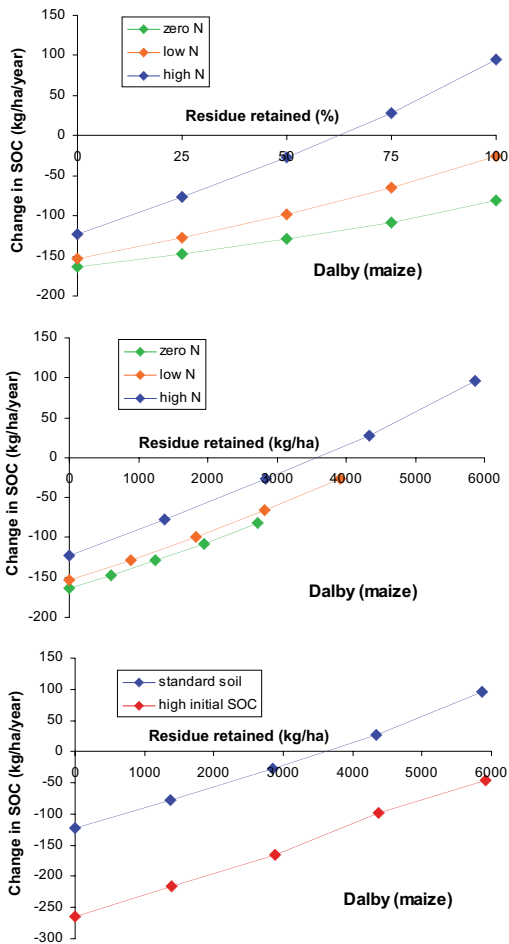 Change in SOC (kg/ha/year)
150
100
50
0
-50
-100
-150
-200
zero N
low N
high N
Residue retained (%)
0 25 50 75 100
Dalby (maize)
Change in SOC (kg/ha/year)
150
100
50
0
-50
-100
-150
-200
zero N
low N
high N
Residue retained (kg/ha)
0 1000 2000 3000 4000 5000 6000
Dalby (maize)
Change in SOC (kg/ha/year)
150
100
50
0
-50
-100
-150
-200
-250
-300
standard soil
high initial SOC
Residue retained (kg/ha)
0 1000 2000 3000 4000 5000 6000
Dalby (maize)